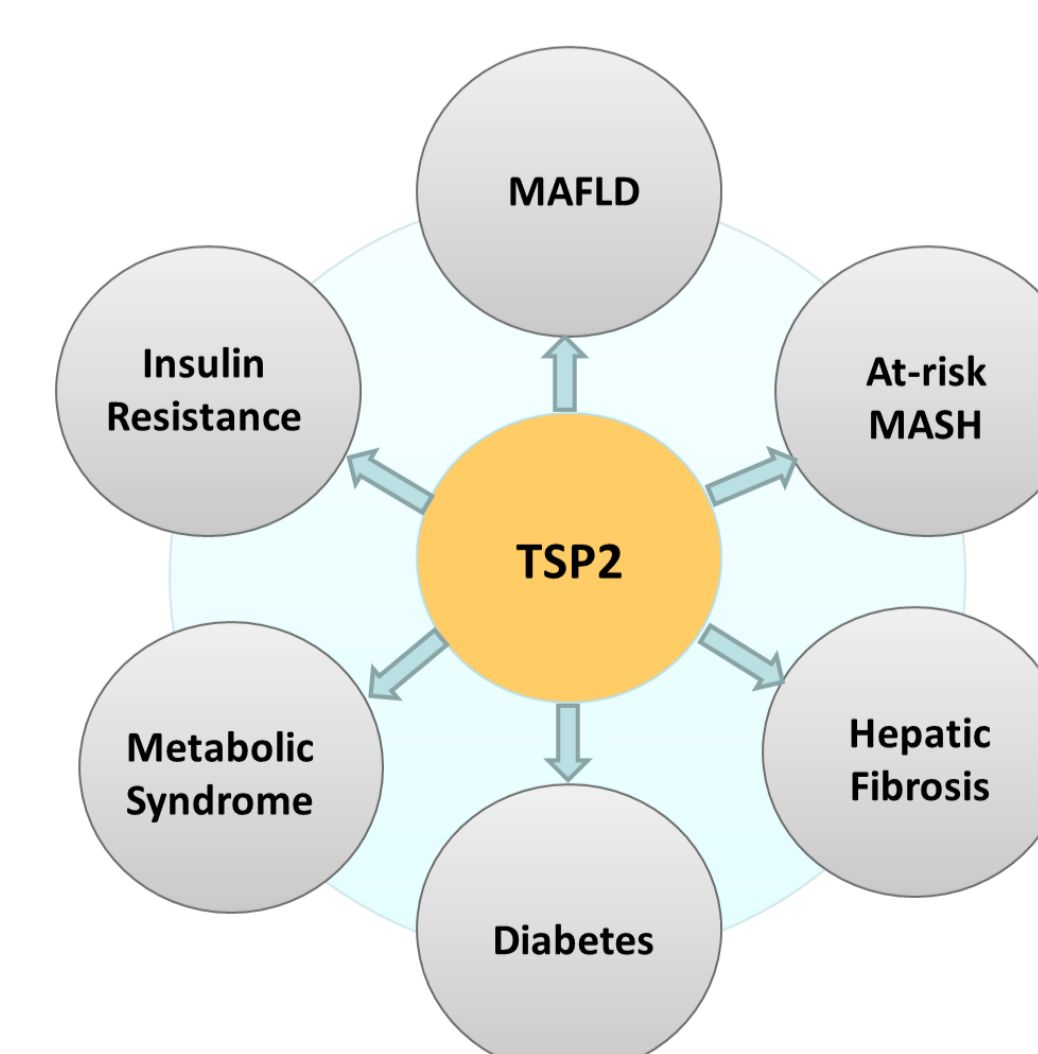 MAFLD
At-risk
MASH
Hepatic
Fibrosis
Diabetes
Metabolic
Syndrome
Insulin
Resistance
TSP2